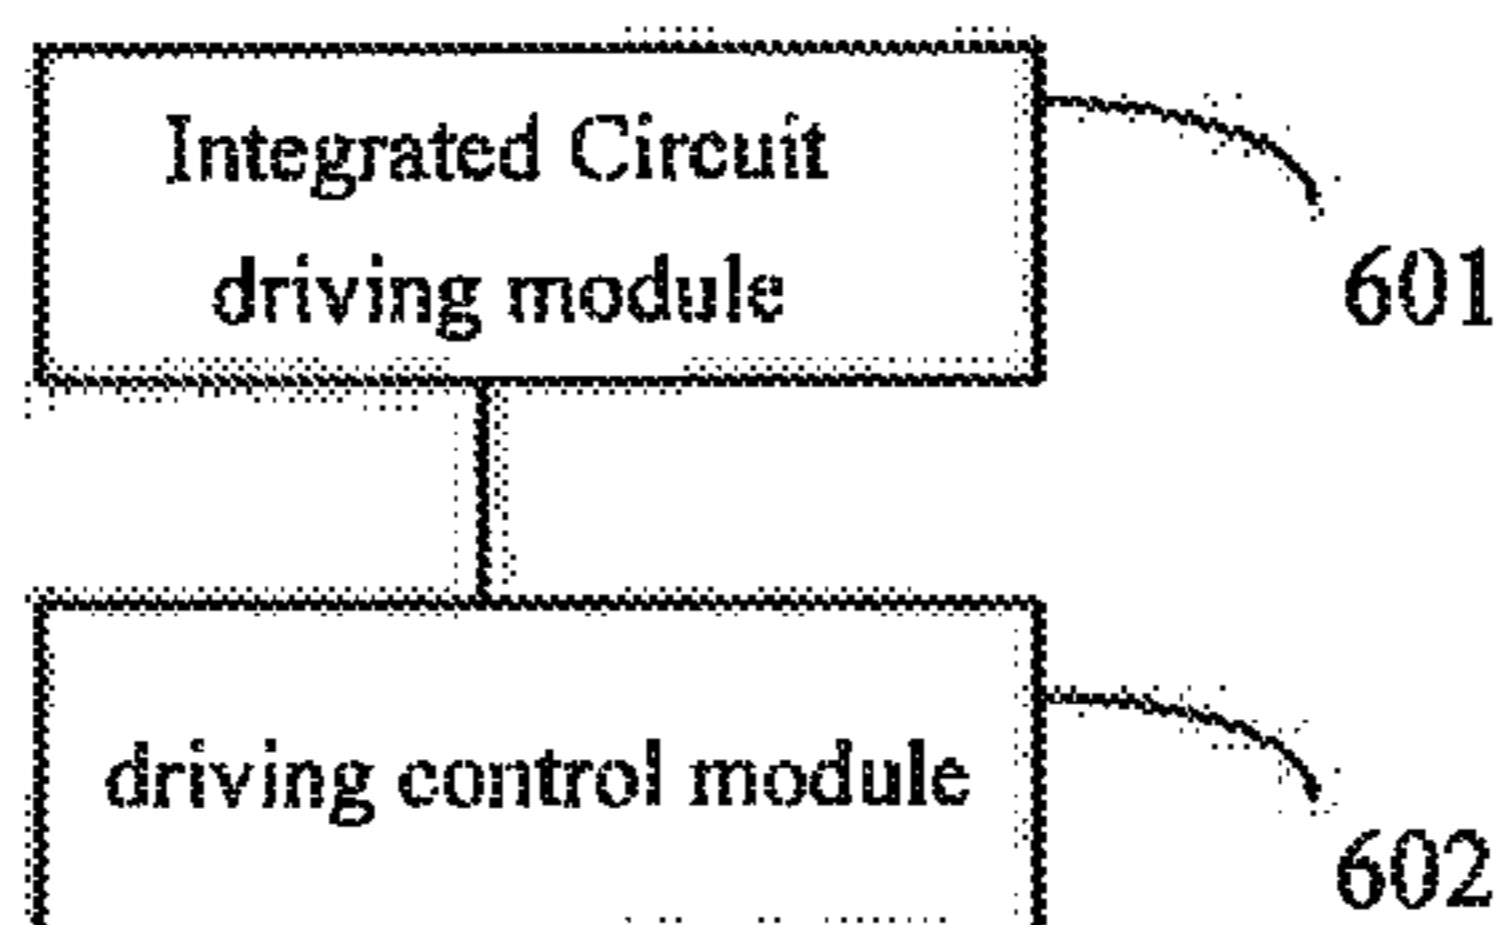 Integrated Circuit
driving module
601
driving control module
602